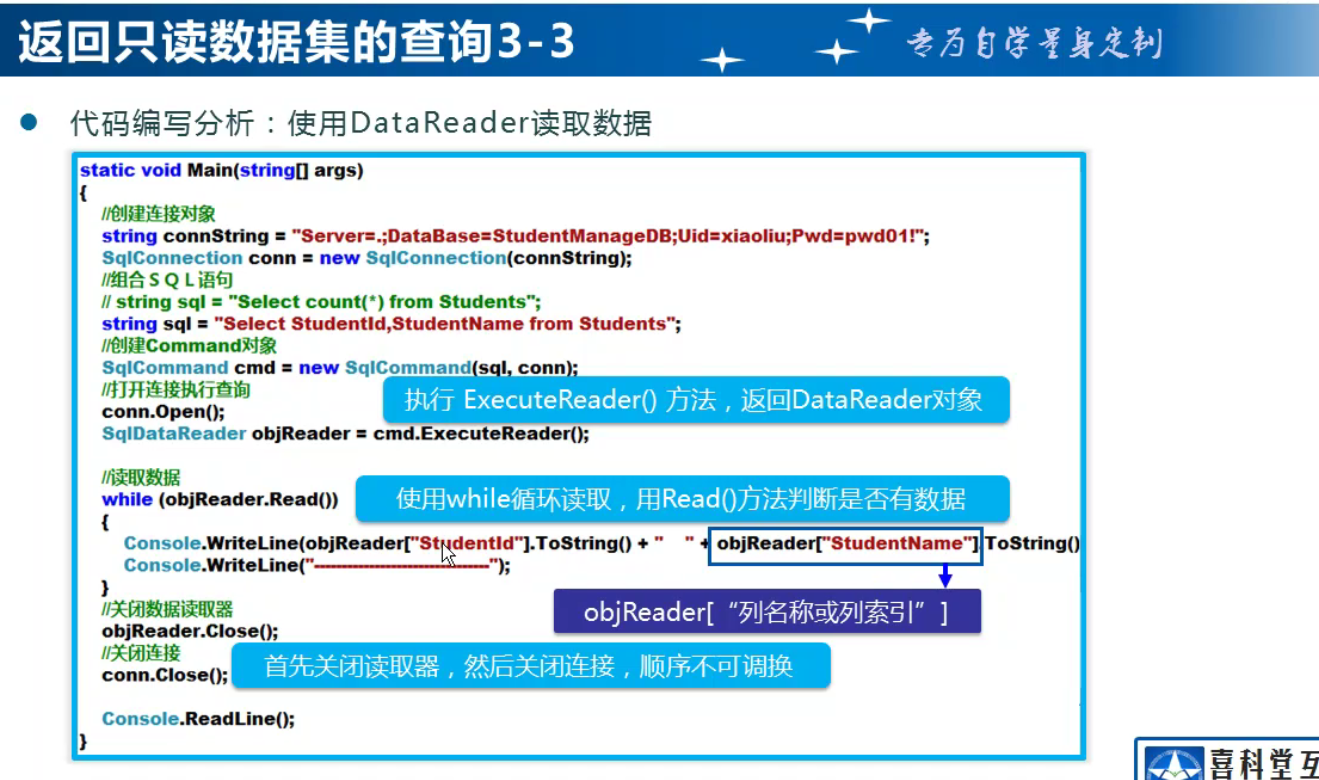 返回只读数据集的查询3-3
专为自学量身定制
代码编写分析：使用DataReader读取数据
static void Main(string[] args)
{
//创建连接对象
string connString = "Server=.;DataBase=StudentManageDB;Uid=xiaoliu;Pwd=pwd01!";
SqlConnection conn = new SqlConnection(connString);
//组合ＳＱＬ语句
// string sql = "Select count(*) from Students";
string sql = "Select StudentId,StudentName from Students";
//创建Command对象
SqlCommand cmd = new SqlCommand(sql, conn);
//打开连接执行查询
conn.Open();
执行 ExecuteReader() 方法，返回DataReader对象
SqlDataReader objReader = cmd.ExecuteReader();
//读取数据
while (objReader.Read())
使用while循环读取，用Read()方法判断是否有数据
{
Console.WriteLine(objReader["StudentId"].ToString() + "    " + objReader["StudentName"].ToString()
Console.WriteLine("--------------------------------");
}
//关闭数据读取器
objReader[“列名称或列索引”]
objReader.Close();
//关闭连接
conn.Close();
首先关闭读取器，然后关闭连接，顺序不可调换
Console.ReadLine();
}
喜科堂互